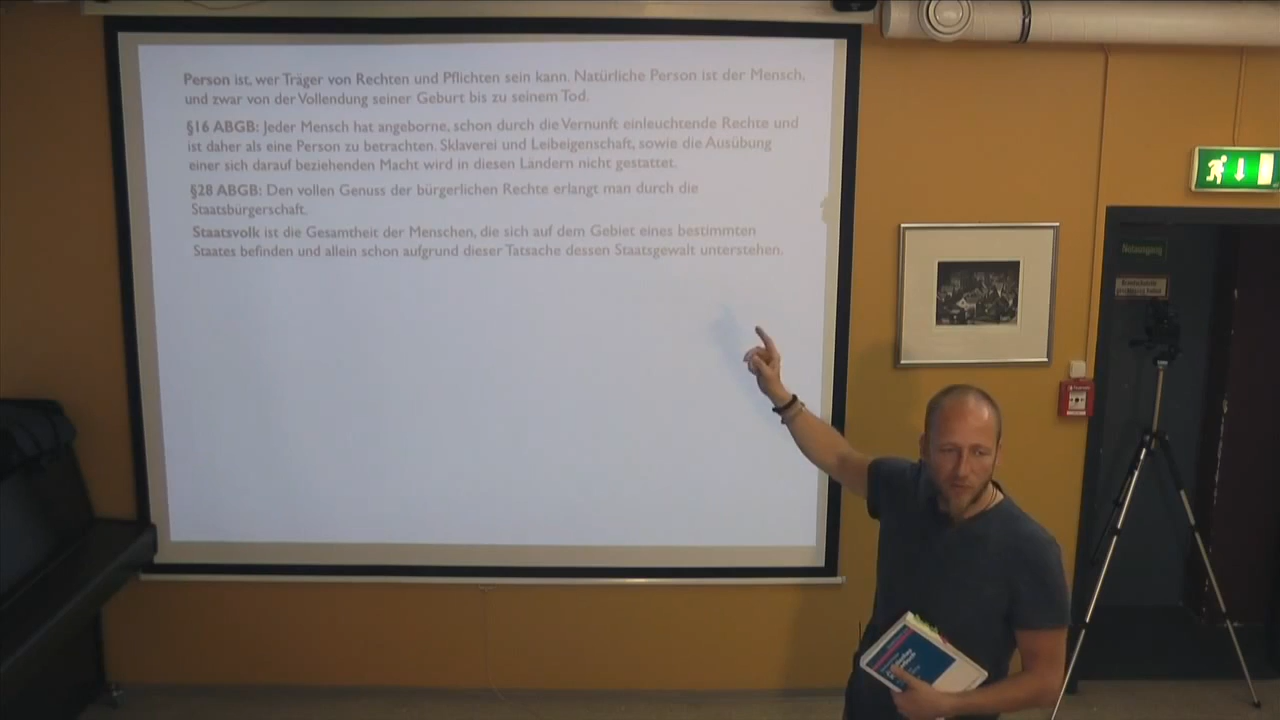 Person ist, wer Träger von Rechten und Pflichten sein kann. Natürliche Person ist der Mensch,
und zwar von der Vollendung seiner Geburt bis zu seinem Tod.
§16 ABGB: Jeder Mensch hat angeborne, schon durch die Vernunft einleuchtende Rechte und
ist daher als eine Person zu betrachten. Sklaverei und Leibeigenschaft, sowie die Ausübung
einer sich darauf beziehenden Macht wird in diesen Ländern nicht gestattet.
§28 ABGB: Den vollen Genuss der bürgerlichen Rechte erlangt man durch die
Staatsbürgerschaft.
Staatsvolk ist die Gesamtheit der Menschen, die sich auf dem Gebiet eines bestimmten
Staates befinden und allein schon aufgrund dieser Tatsache dessen Staatsgewalt unterstehen.
Notausgang